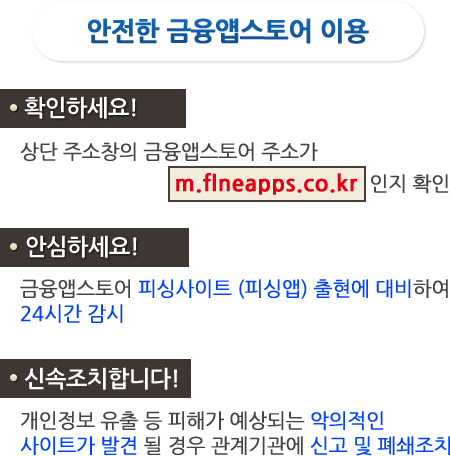 안전한 금융앱스토어 이용
• 확인하세요!
상단 주소창의 금융앱스토어 주소가
m.flneapps.co.kr 인지 확인
• 안심하세요!
금융앱스토어 피싱사이트 (피싱앱) 출현에 대비하여
24시간 감시
• 신속조치합니다!
개인정보 유출 등 피해가 예상되는 악의적인
사이트가 발견 될 경우 관계기관에 신고 및 폐쇄조치